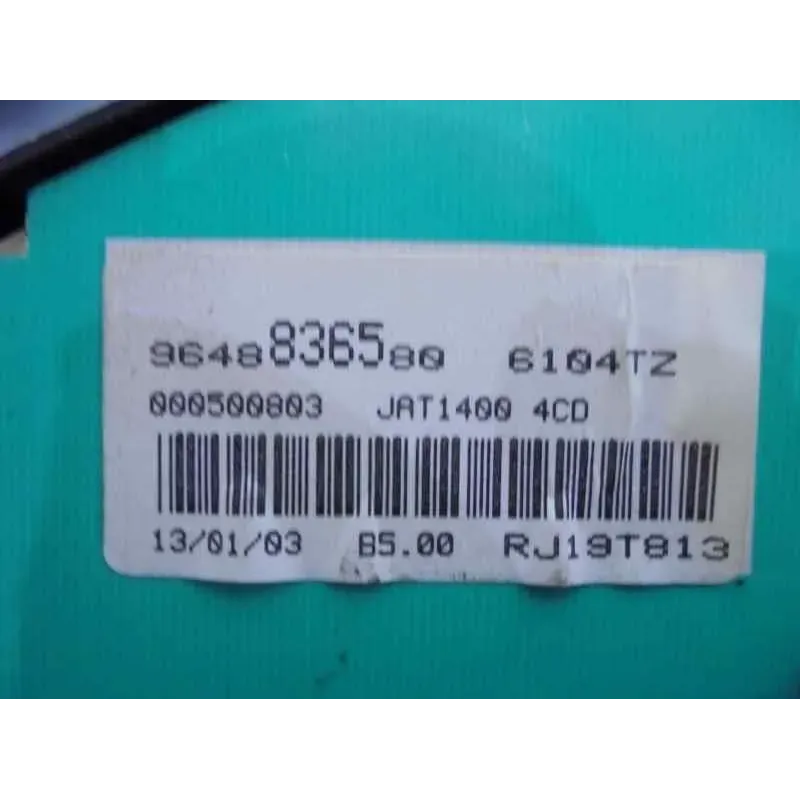 9648836580 6104TZ
000500803 JAT1400 4CD
13/01/03 B5.00 RJ19T813